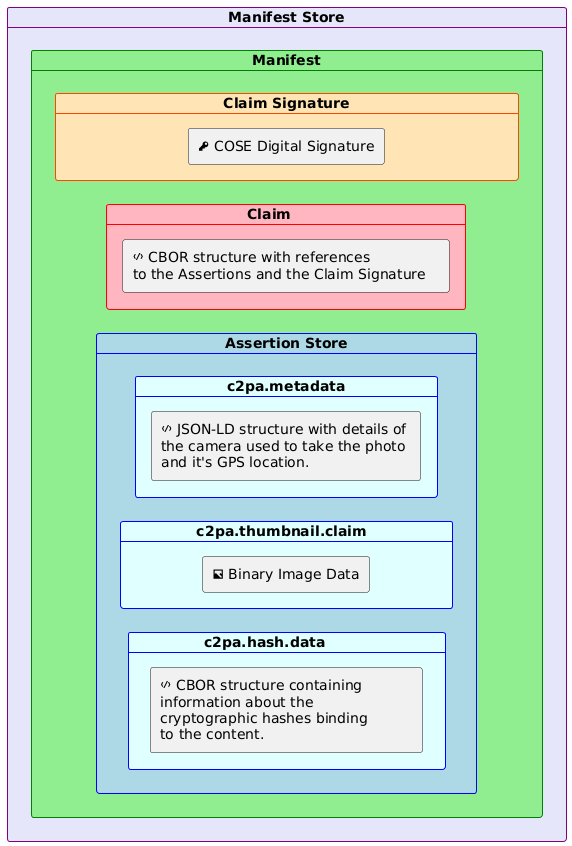 Manifest Store
Manifest
Claim Signature
COSE Digital Signature
Claim
CBOR structure with references
to the Assertions and the Claim Signature
Assertion Store
c2pa.metadata
JSON-LD structure with details of
the camera used to take the photo
and it's GPS location.
c2pa.thumbnail.claim
Binary Image Data
c2pa.hash.data
CBOR structure containing
information about the
cryptographic hashes binding
to the content.